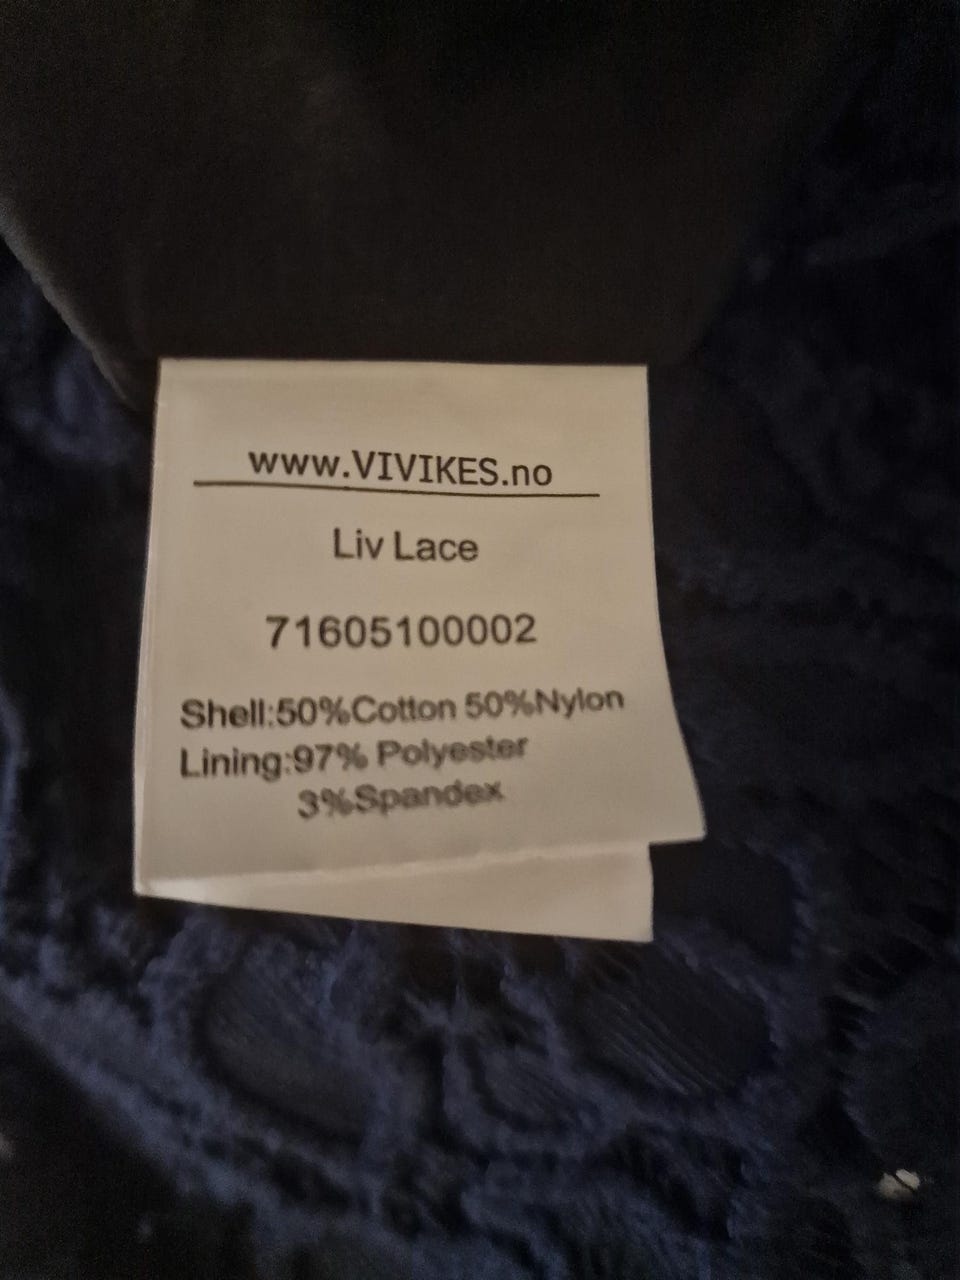 www.VIVIKES.no
Liv Lace
71605100002
Shell:50%Cotton 50%Nylon
Lining:97% Polyester
3%Spandex